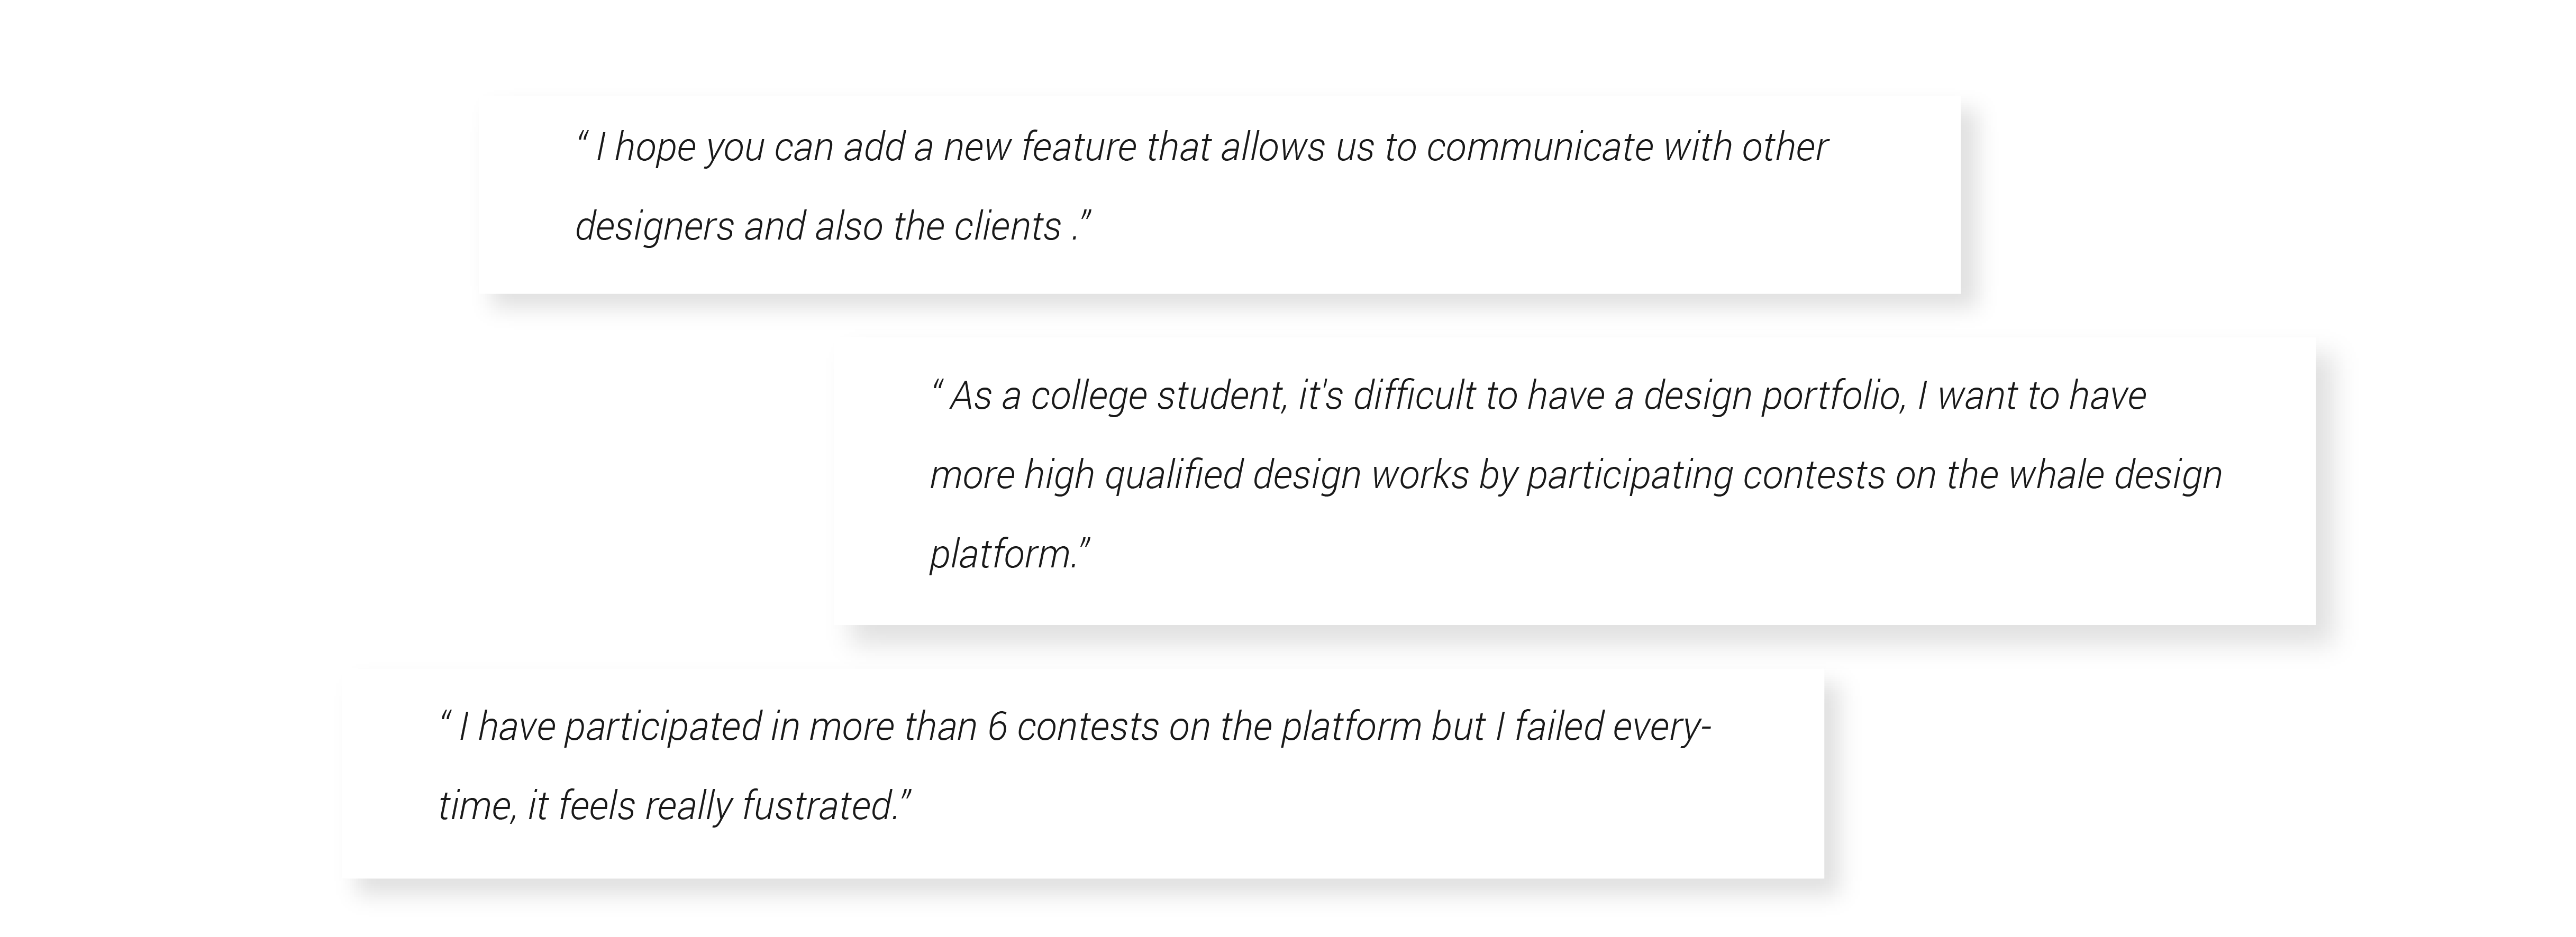 “ I hope you can add a new feature that allows us to communicate with other
designers and also the clients .”
“ As a college student, it's difficult to have a design portfolio, I want to have
more high qualified design works by participating contests on the whale design
platform.”
“ I have participated in more than 6 contests on the platform but I failed every-
time, it feels really fustrated.”